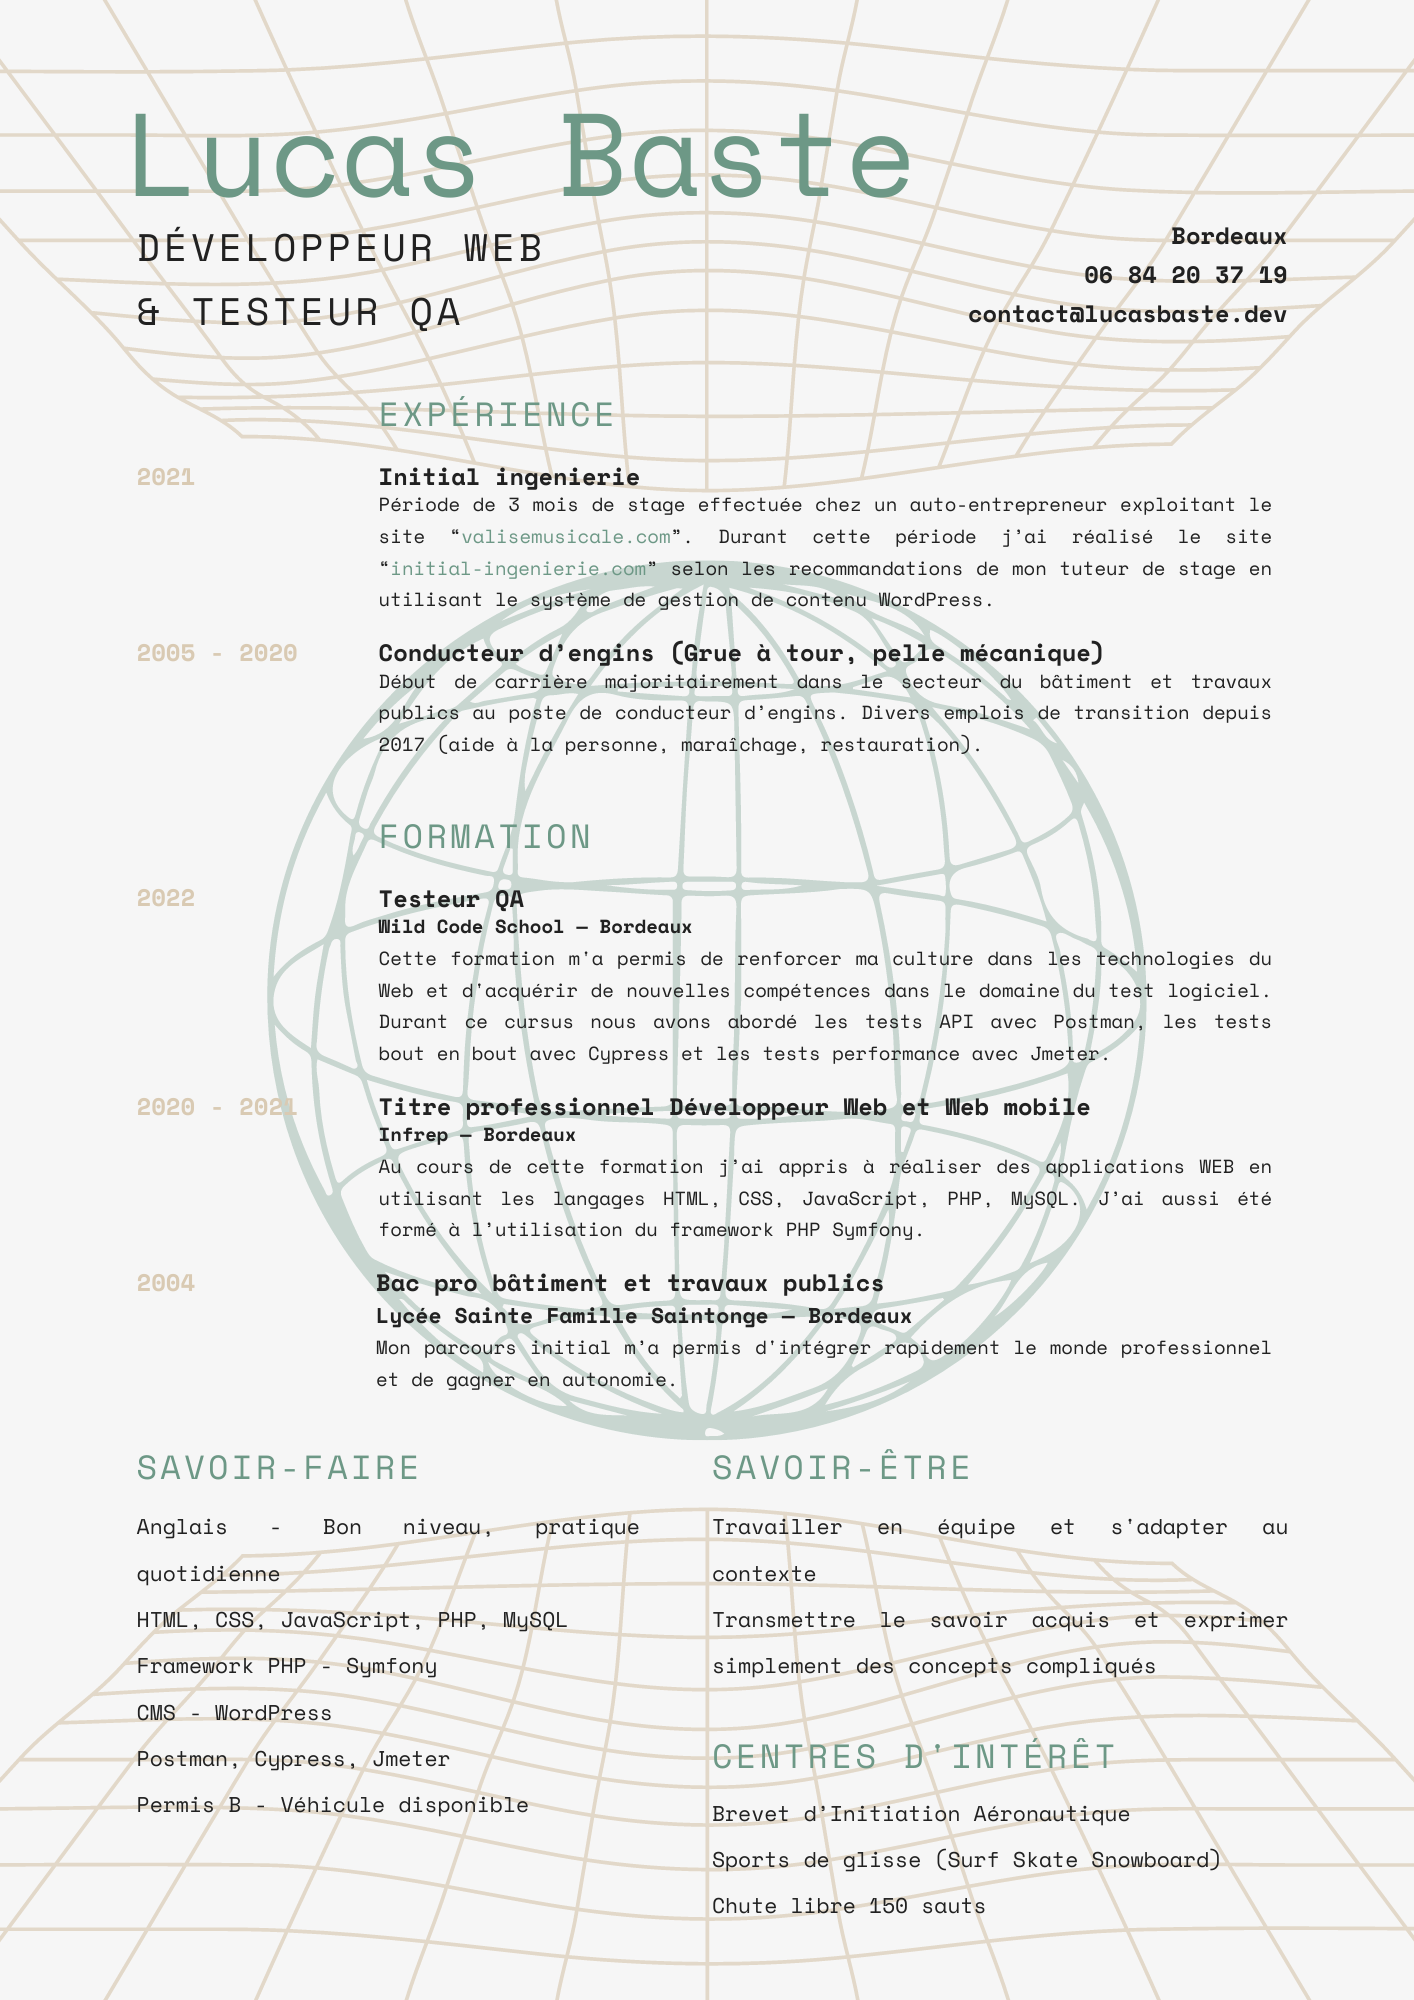 Lucas Baste
DÉVELOPPEUR WEB
& TESTEUR QA
Bordeaux
06 84 20 37 19
contact@lucasbaste.dev
EXPÉRIENCE
2021
Initial ingenierie
Période de 3 mois de stage effectuée chez un auto-entrepreneur exploitant le
site “valisemusicale.com”. Durant cette période j’ai réalisé le site
“initial-ingenierie.com” selon les recommandations de mon tuteur de stage en
utilisant le système de gestion de contenu WordPress.
2005 - 2020
Conducteur d’engins (Grue à tour, pelle mécanique)
Début de carrière majoritairement dans le secteur du bâtiment et travaux
publics au poste de conducteur d’engins. Divers emplois de transition depuis
2017 (aide à la personne, maraîchage, restauration).
FORMATION
2022
Testeur QA
Wild Code School — Bordeaux
Cette formation m'a permis de renforcer ma culture dans les technologies du
Web et d'acquérir de nouvelles compétences dans le domaine du test logiciel.
Durant ce cursus nous avons abordé les tests API avec Postman, les tests
bout en bout avec Cypress et les tests performance avec Jmeter.
2020 - 2021
Titre professionnel Développeur Web et Web mobile
Infrep — Bordeaux
Au cours de cette formation j’ai appris à réaliser des applications WEB en
utilisant les langages HTML, CSS, JavaScript, PHP, MySQL. J’ai aussi été
formé à l’utilisation du framework PHP Symfony.
2004
Bac pro bâtiment et travaux publics
Lycée Sainte Famille Saintonge — Bordeaux
Mon parcours initial m’a permis d'intégrer rapidement le monde professionnel
et de gagner en autonomie.
SAVOIR-FAIRE
Anglais - Bon niveau, pratique
quotidienne
HTML, CSS, JavaScript, PHP, MySQL
Framework PHP - Symfony
CMS - WordPress
Postman, Cypress, Jmeter
Permis B - Véhicule disponible
SAVOIR-ÊTRE
Travailler en équipe et s'adapter au
contexte
Transmettre le savoir acquis et exprimer
simplement des concepts compliqués
CENTRES D’INTÉRÊT
Brevet d’Initiation Aéronautique
Sports de glisse (Surf Skate Snowboard)
Chute libre 150 sauts